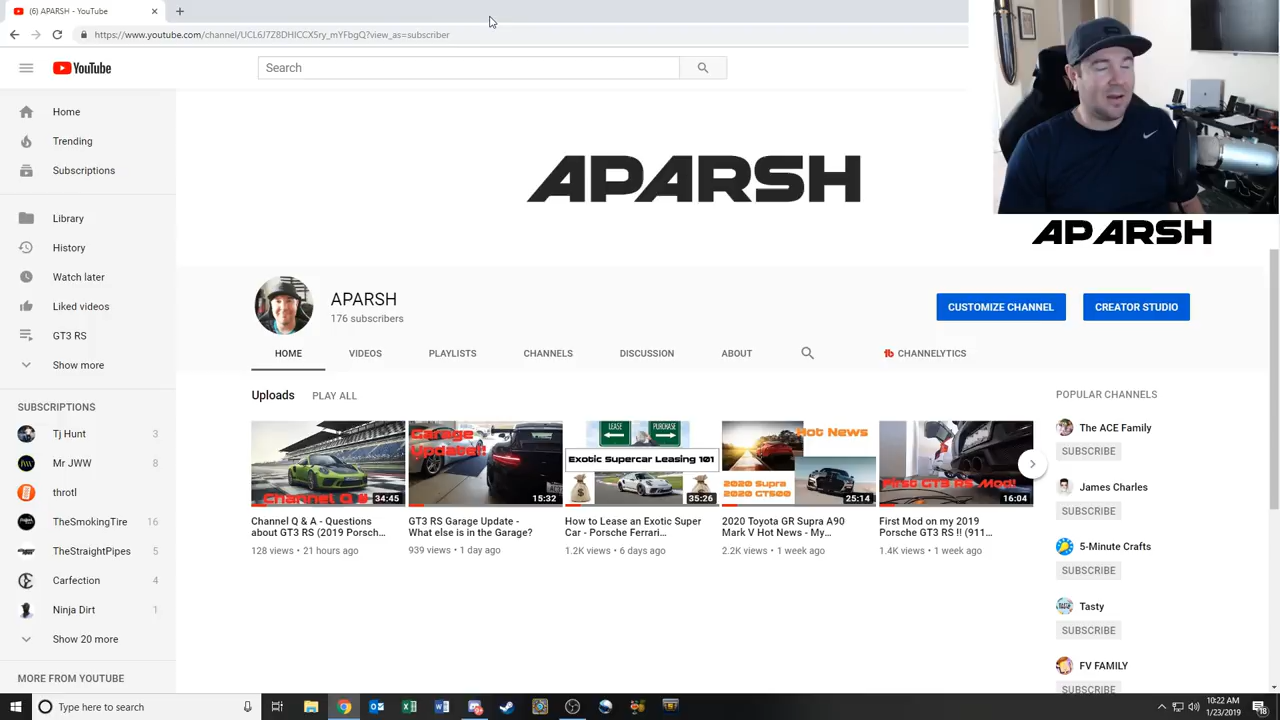 (6) APARSH - YouTube
https://www.youtube.com/channel/UCL6J7Z8DHICCX5ry_mYFbgQ?view_as=subscriber
YouTube
Search
Home
Trending
Subscriptions
Library
History
Watch later
Liked videos
GT3 RS
Show more
SUBSCRIPTIONS
Tj Hunt 3
Mr JWW 8
throtl
TheSmokingTire 16
TheStraightPipes 5
Carfection 4
Ninja Dirt 1
Show 20 more
MORE FROM YOUTUBE
APARSH
APARSH
APARSH
176 subscribers
CUSTOMIZE CHANNEL
CREATOR STUDIO
HOME VIDEOS PLAYLISTS CHANNELS DISCUSSION ABOUT CHANNELYTICS
Uploads PLAY ALL
Channel Q & A
34:45
Channel Q & A - Questions
about GT3 RS (2019 Porsch...
128 views • 21 hours ago
Garage
Update!!
15:32
GT3 RS Garage Update -
What else is in the Garage?
939 views • 1 day ago
LEASE PURCHASE
Exotic Supercar Leasing 101
35:26
How to Lease an Exotic Super
Car - Porsche Ferrari...
1.2K views • 6 days ago
Hot News
2020 Supra
2020 GT500
25:14
2020 Toyota GR Supra A90
Mark V Hot News - My...
2.2K views • 1 week ago
First GT3 RS Mod!
16:04
First Mod on my 2019
Porsche GT3 RS !! (911...
1.4K views • 1 week ago
POPULAR CHANNELS
The ACE Family
SUBSCRIBE
James Charles
SUBSCRIBE
5-Minute Crafts
SUBSCRIBE
Tasty
SUBSCRIBE
FV FAMILY
SUBSCRIBE
Type here to search
10:22 AM
1/23/2019
18